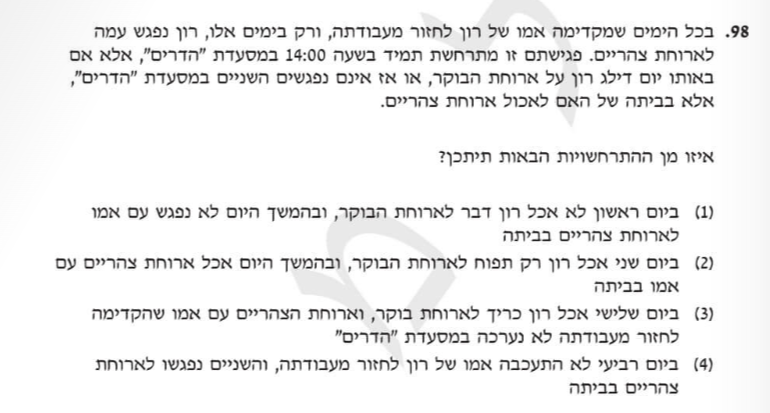 98. בכל הימים שמקדימה אמו של רון לחזור מעבודתה, ורק בימים אלו, רון נפגש עמה
לארוחת צהריים. פגישתם זו מתרחשת תמיד בשעה 14:00 במסעדת "הדרים", אלא אם
באותו יום דילג רון על ארוחת הבוקר, או אז אינם נפגשים השניים במסעדת "הדרים",
אלא בביתה של האם לאכול ארוחת צהריים.
איזו מן ההתרחשויות הבאות תיתכן?
(1) ביום ראשון לא אכל רון דבר לארוחת הבוקר, ובהמשך היום לא נפגש עם אמו
לארוחת צהריים בביתה
(2) ביום שני אכל רון רק תפוח לארוחת הבוקר, ובהמשך היום אכל ארוחת צהריים עם
אמו בביתה
(3) ביום שלישי אכל רון כריך לארוחת בוקר, וארוחת הצהריים עם אמו שהקדימה
לחזור מעבודתה לא נערכה במסעדת "הדרים"
(4) ביום רביעי לא התעכבה אמו של רון לחזור מעבודתה, והשניים נפגשו לארוחת
צהריים בביתה